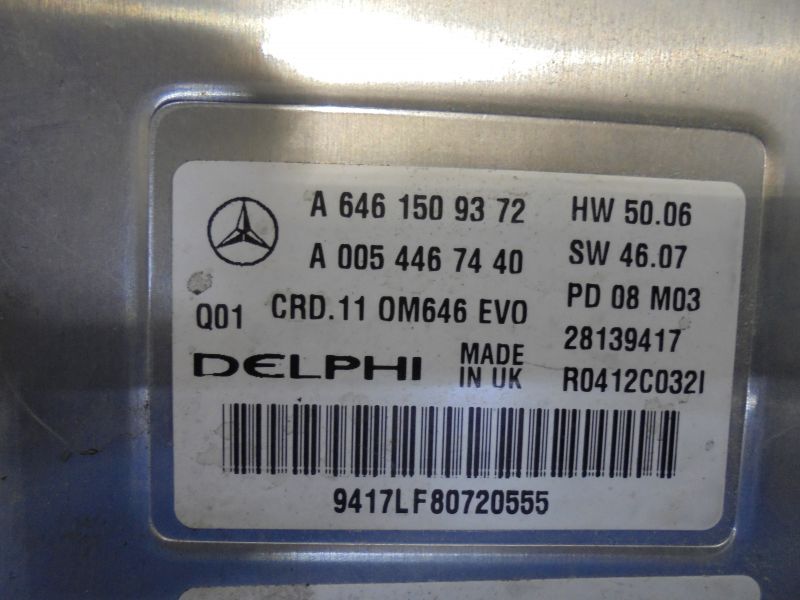 A 646 150 93 72 HW 50.06
A 005 446 74 40 SW 46.07
Q01 CRD.11 OM646 EVO PD 08 M03
DELPHI MADE IN UK 28139417
R0412C032I
9417LF80720555